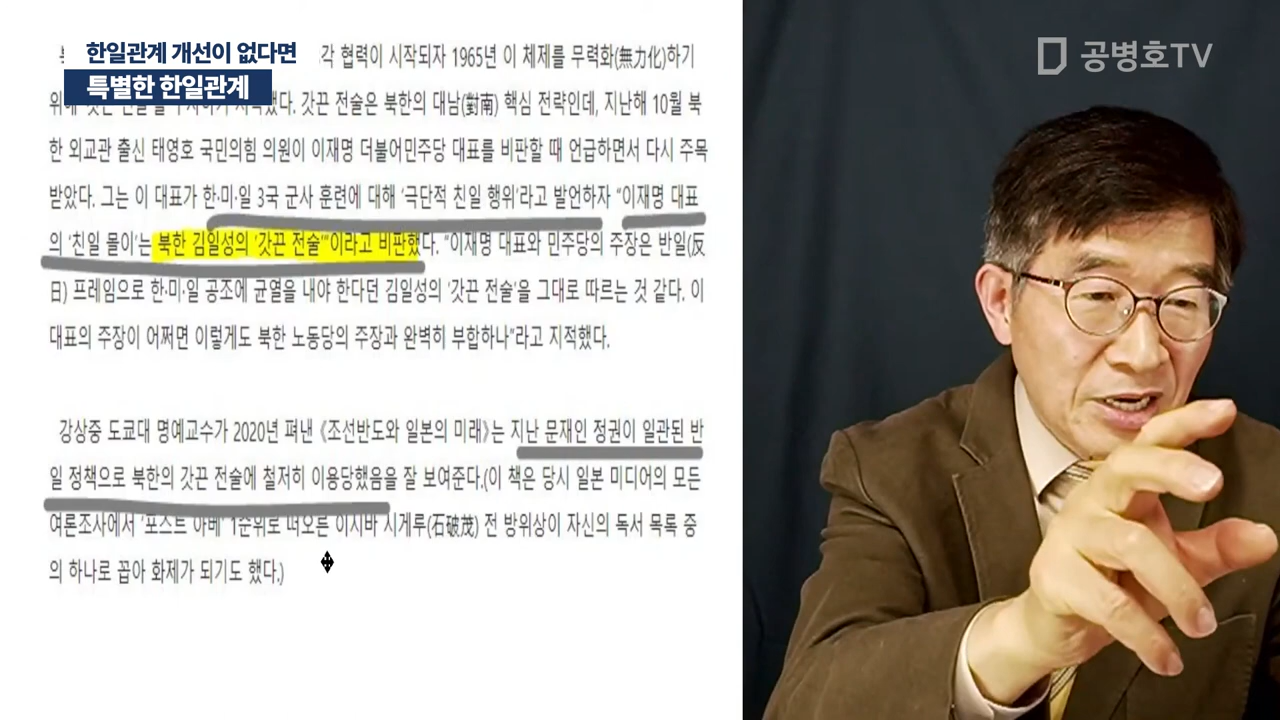 한일관계 개선이 없다면
특별한 한일관계
공병호TV
각 협력이 시작되자 1965년 이 체제를 무력화(無力化)하기
갓끈 전술은 북한의 대남(對南) 핵심 전략인데, 지난해 10월 북
한 외교관 출신 태영호 국민의힘 의원이 이재명 더불어민주당 대표를 비판할 때 언급하면서 다시 주목
받았다. 그는 이 대표가 한·미·일 3국 군사 훈련에 대해 '극단적 친일 행위'라고 발언하자 "이재명 대표
의 '친일 몰이'는 북한 김일성의 '갓끈 전술'"이라고 비판했다. "이재명 대표와 민주당의 주장은 반일(反
日) 프레임으로 한·미·일 공조에 균열을 내야 한다던 김일성의 '갓끈 전술'을 그대로 따르는 것 같다. 이
대표의 주장이 어쩌면 이렇게도 북한 노동당의 주장과 완벽히 부합하나"라고 지적했다.
강상중 도쿄대 명예교수가 2020년 펴낸 《조선반도와 일본의 미래》는 지난 문재인 정권이 일관된 반
일 정책으로 북한의 갓끈 전술에 철저히 이용당했음을 잘 보여준다.(이 책은 당시 일본 미디어의 모든
여론조사에서 '포스트 아베' 1순위로 떠오른 이시바 시게루(石破茂) 전 방위상이 자신의 독서 목록 중
의 하나로 꼽아 화제가 되기도 했다.)